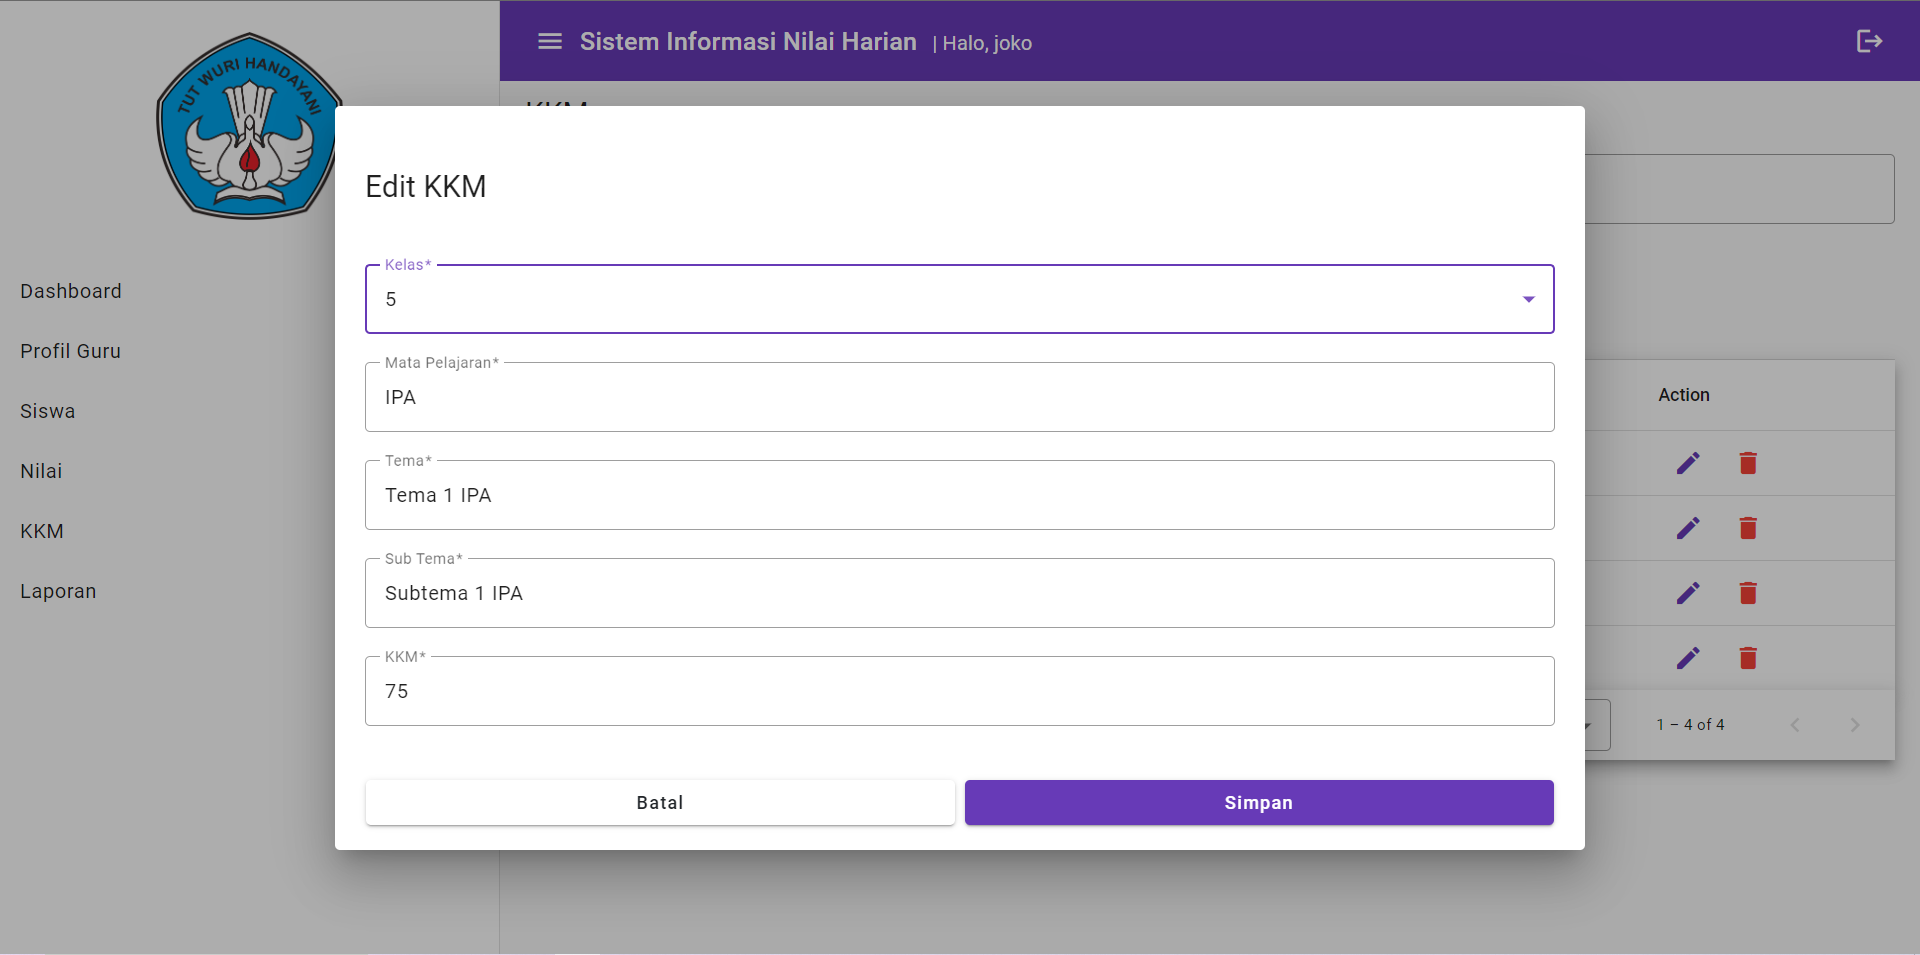 TUT WURI HANDAYANI
Sistem Informasi Nilai Harian | Halo, joko
Dashboard
Profil Guru
Siswa
Nilai
KKM
Laporan
KKM
Edit KKM
Kelas*
5
Mata Pelajaran*
IPA
Tema*
Tema 1 IPA
Sub Tema*
Subtema 1 IPA
KKM*
75
Batal
Simpan
Action
1 – 4 of 4